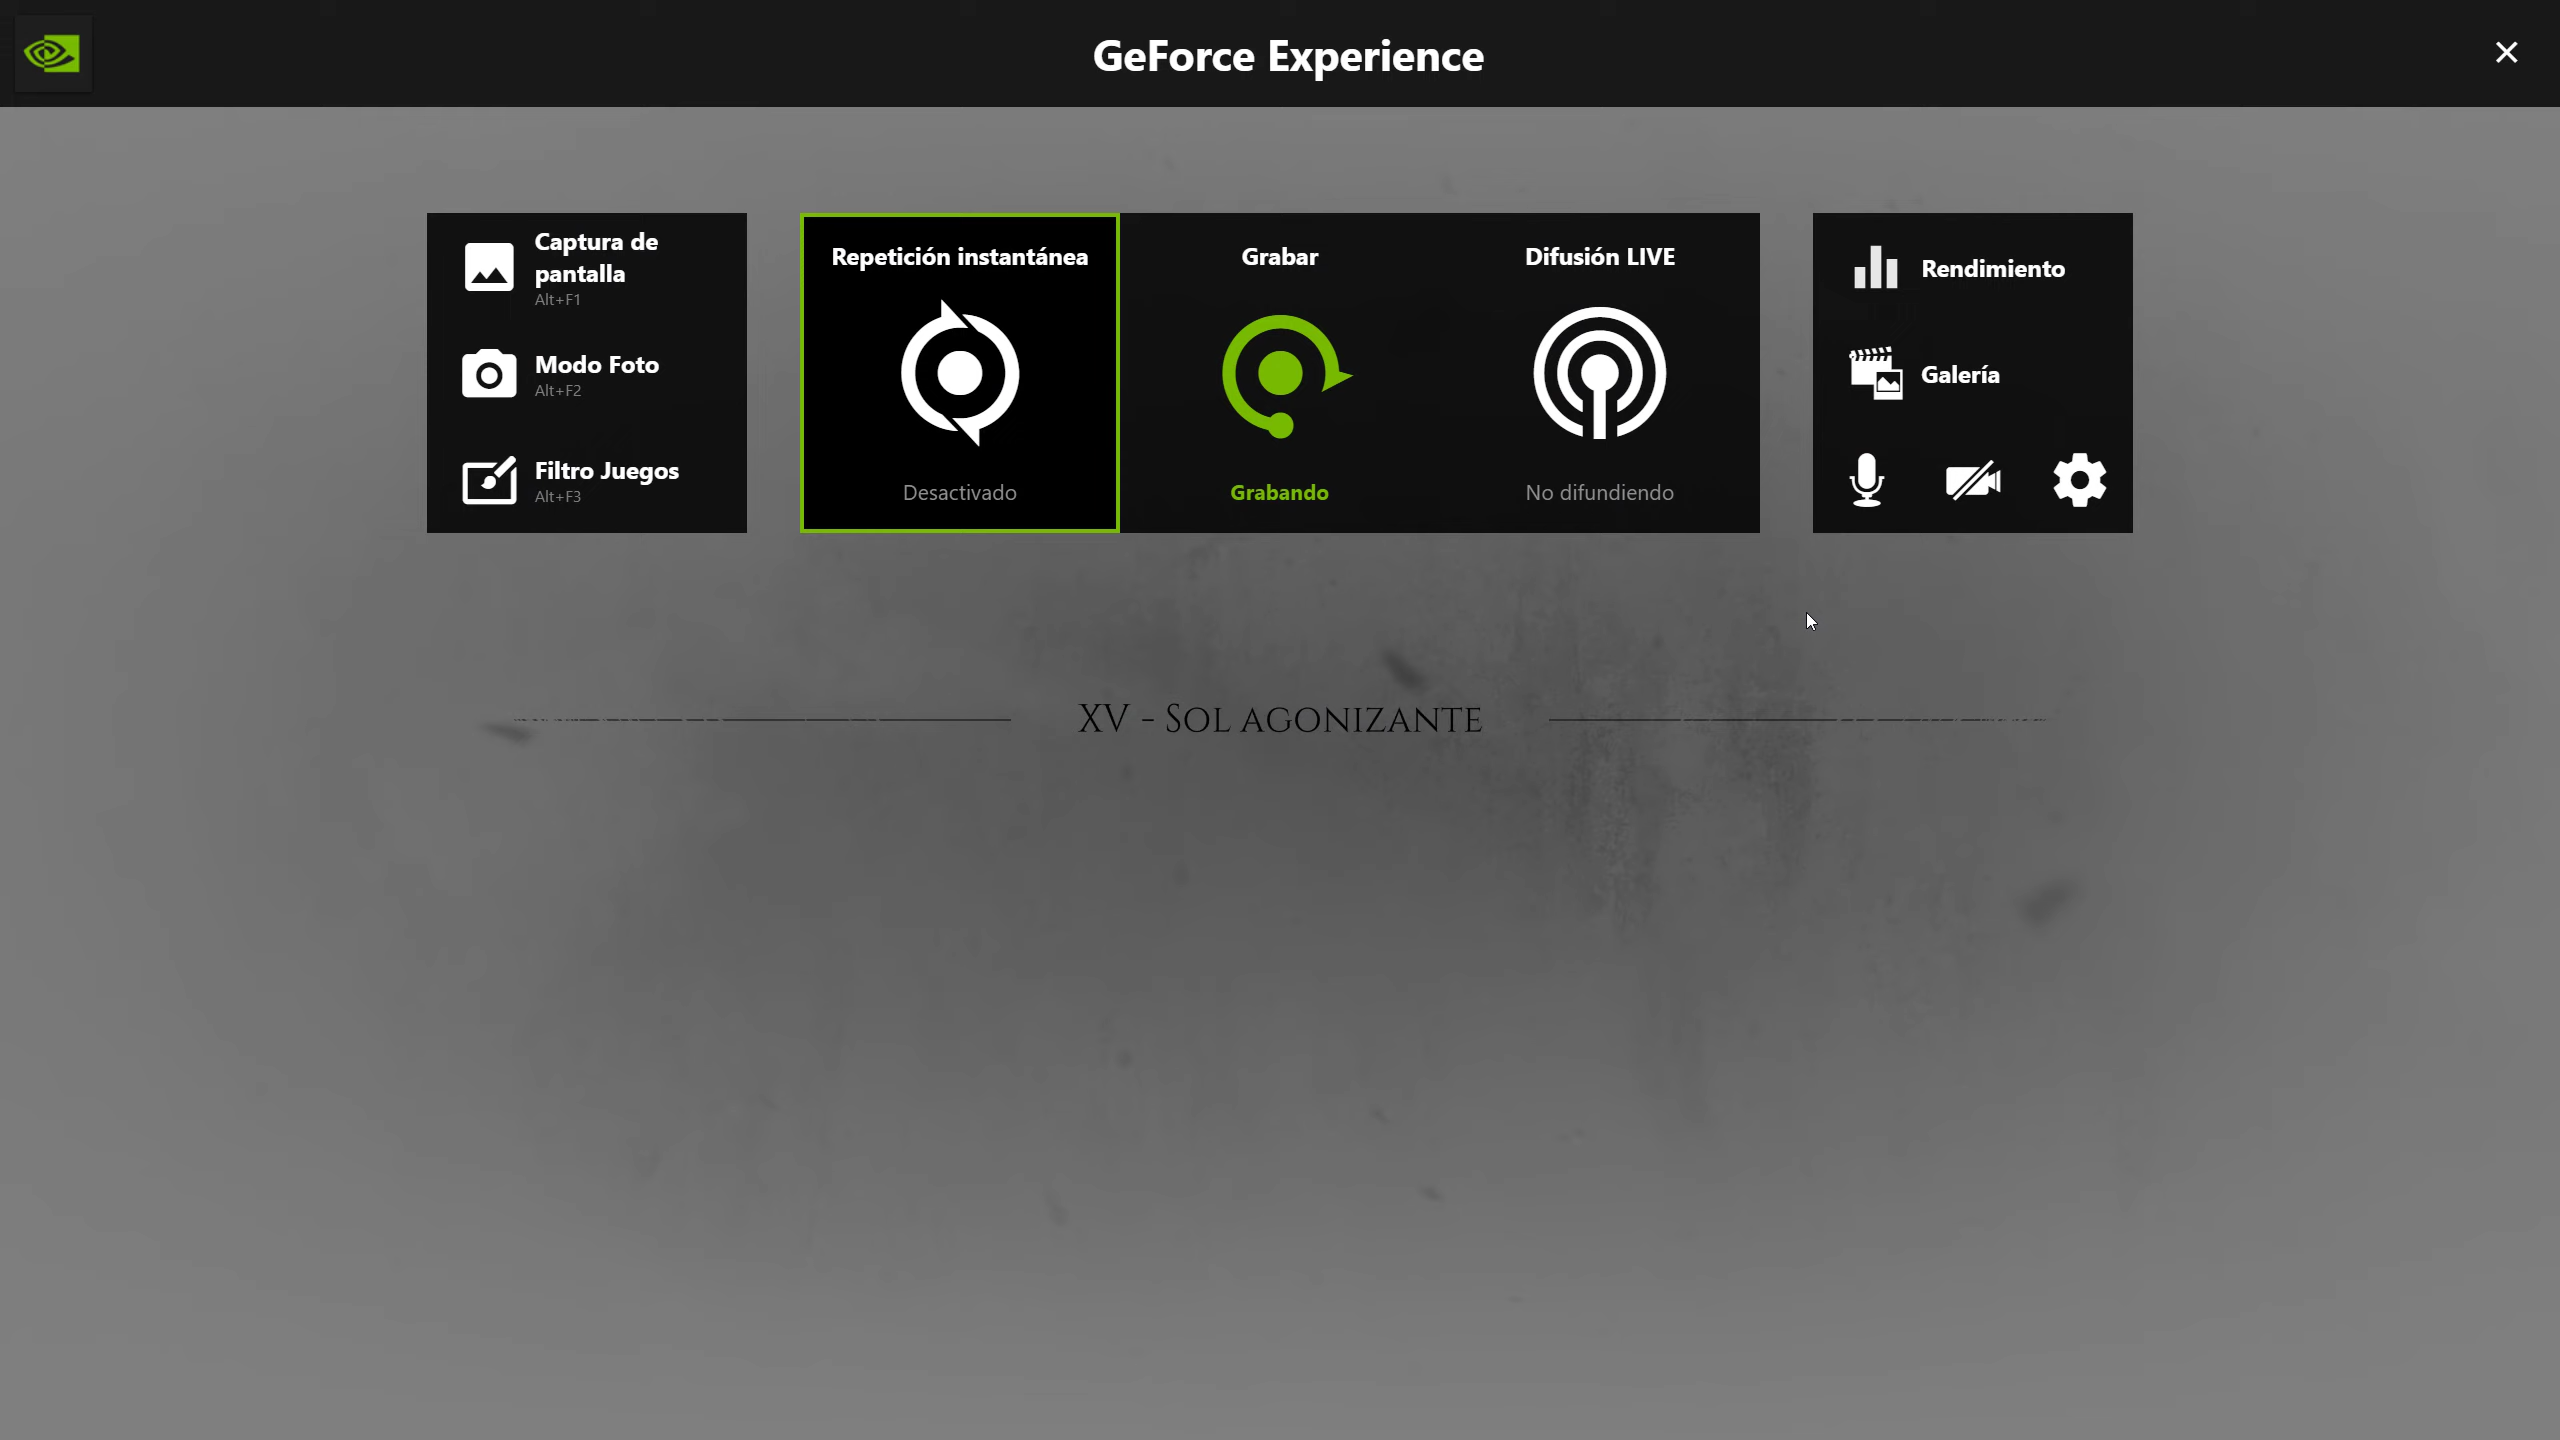 GeForce Experience
Captura de
pantalla
Alt+F1
Modo Foto
Alt+F2
Filtro Juegos
Alt+F3
Repetición instantánea
Desactivado
Grabar
Grabando
Difusión LIVE
No difundiendo
Rendimiento
Galería
XV - Sol agonizante